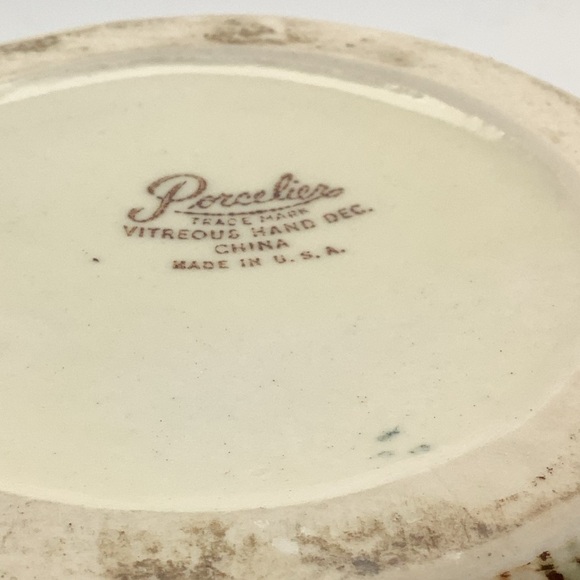 Porcelier
TRADE MARK
VITREOUS HAND DEC.
CHINA
MADE IN U.S.A.